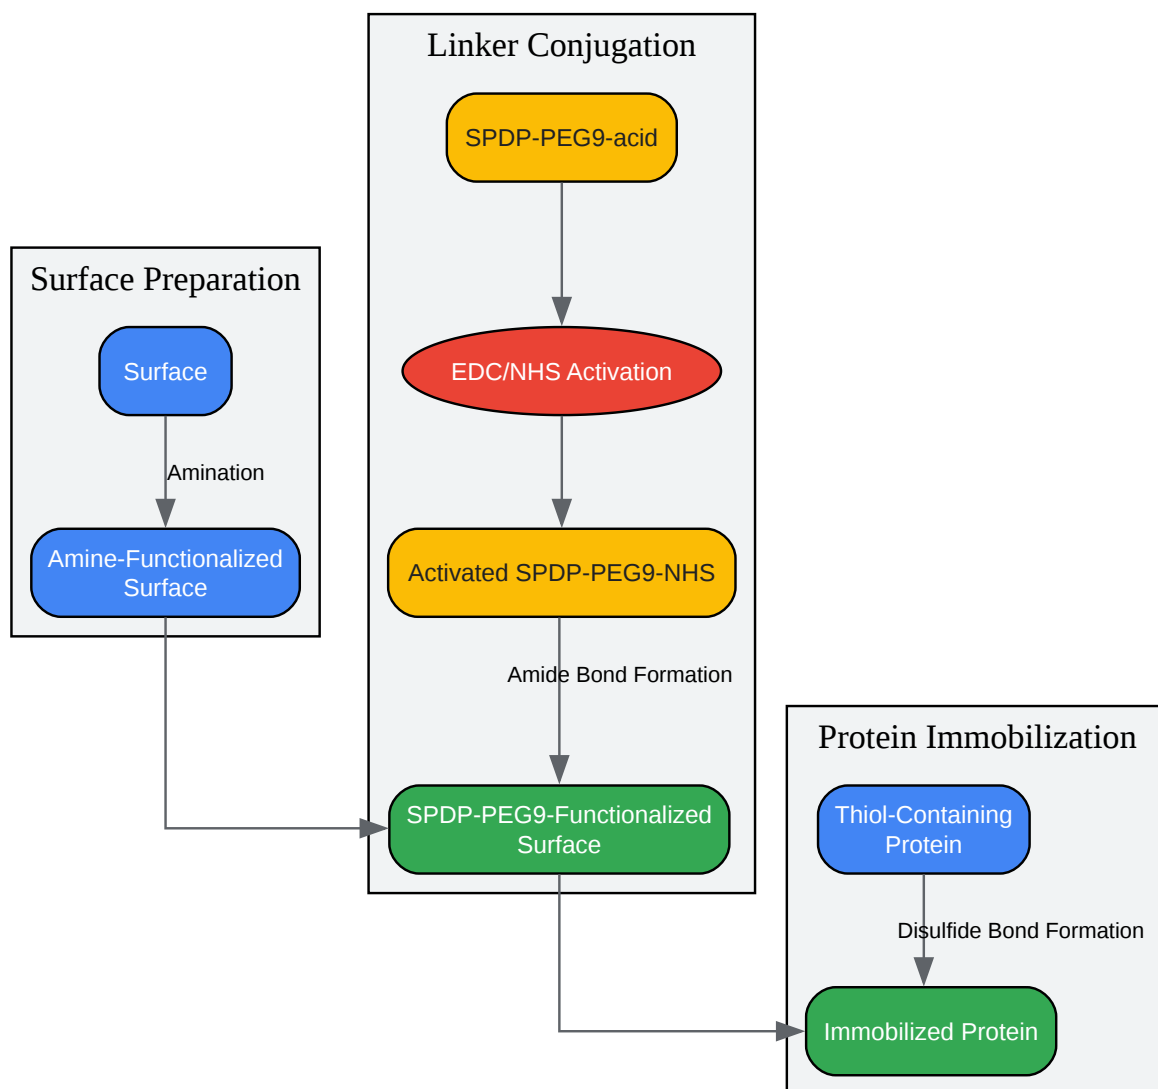 Linker Conjugation
SPDP-PEG9-acid
EDC/NHS Activation
Activated SPDP-PEG9-NHS
Amide Bond Formation
SPDP-PEG9-Functionalized
Surface
Surface Preparation
Surface
Amination
Amine-Functionalized
Surface
Protein Immobilization
Thiol-Containing
Protein
Disulfide Bond Formation
Immobilized Protein